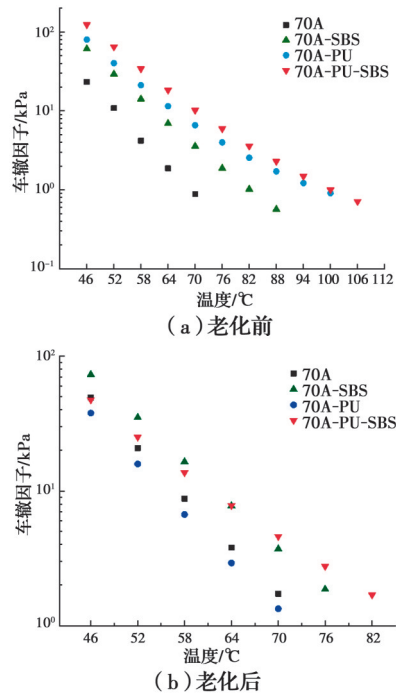 10²
10¹
10⁰
10⁻¹
车辙因子/kPa
70A
70A-SBS
70A-PU
70A-PU-SBS
46 52 58 64 70 76 82 88 94 100 106 112
温度/℃
(a)老化前
10²
10¹
10⁰
车辙因子/kPa
70A
70A-SBS
70A-PU
70A-PU-SBS
46 52 58 64 70 76 82
温度/℃
(b)老化后